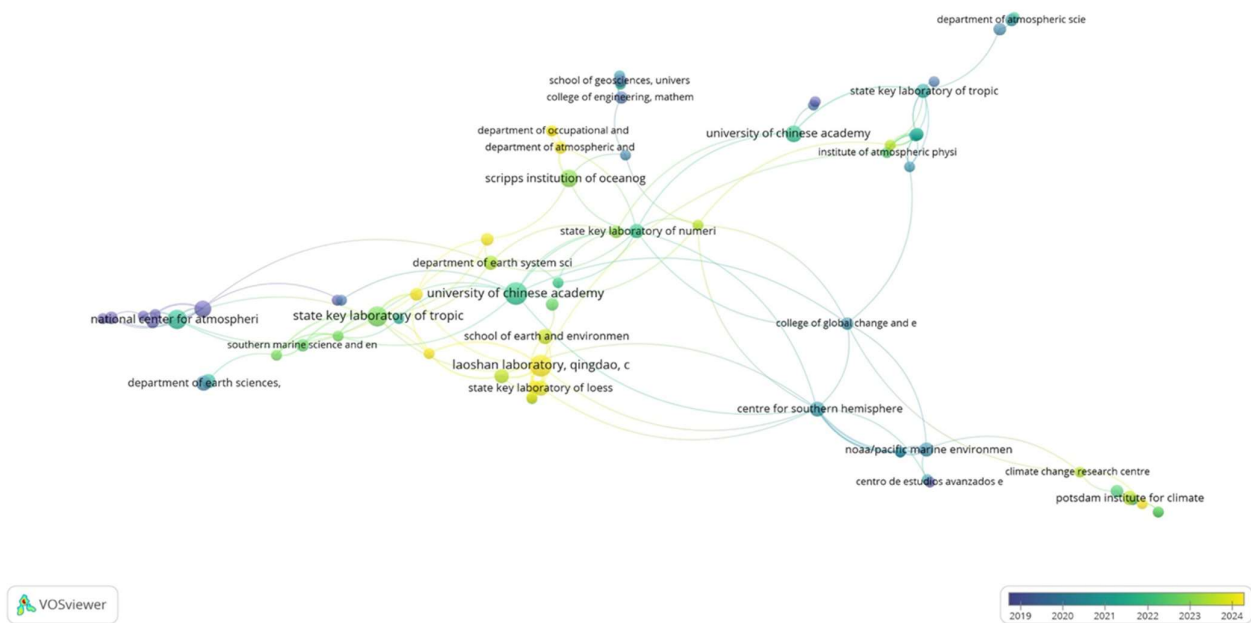 department of atmospheric scie
school of geosciences, univers
state key laboratory of tropic
college of engineering, mathem
department of occupational and
university of chinese academy
department of atmospheric and
institute of atmospheric physi
scripps institution of oceanog
state key laboratory of numeri
department of earth system sci
university of chinese academy
state key laboratory of tropic
national center for atmospheri
college of global change and e
school of earth and environmen
southern marine science and en
laoshan laboratory, qingdao, c
department of earth sciences,
state key laboratory of loess
centre for southern hemisphere
noaa/pacific marine environmen
climate change research centre
centro de estudios avanzados e
potsdam institute for climate
VOSviewer
2019 2020 2021 2022 2023 2024